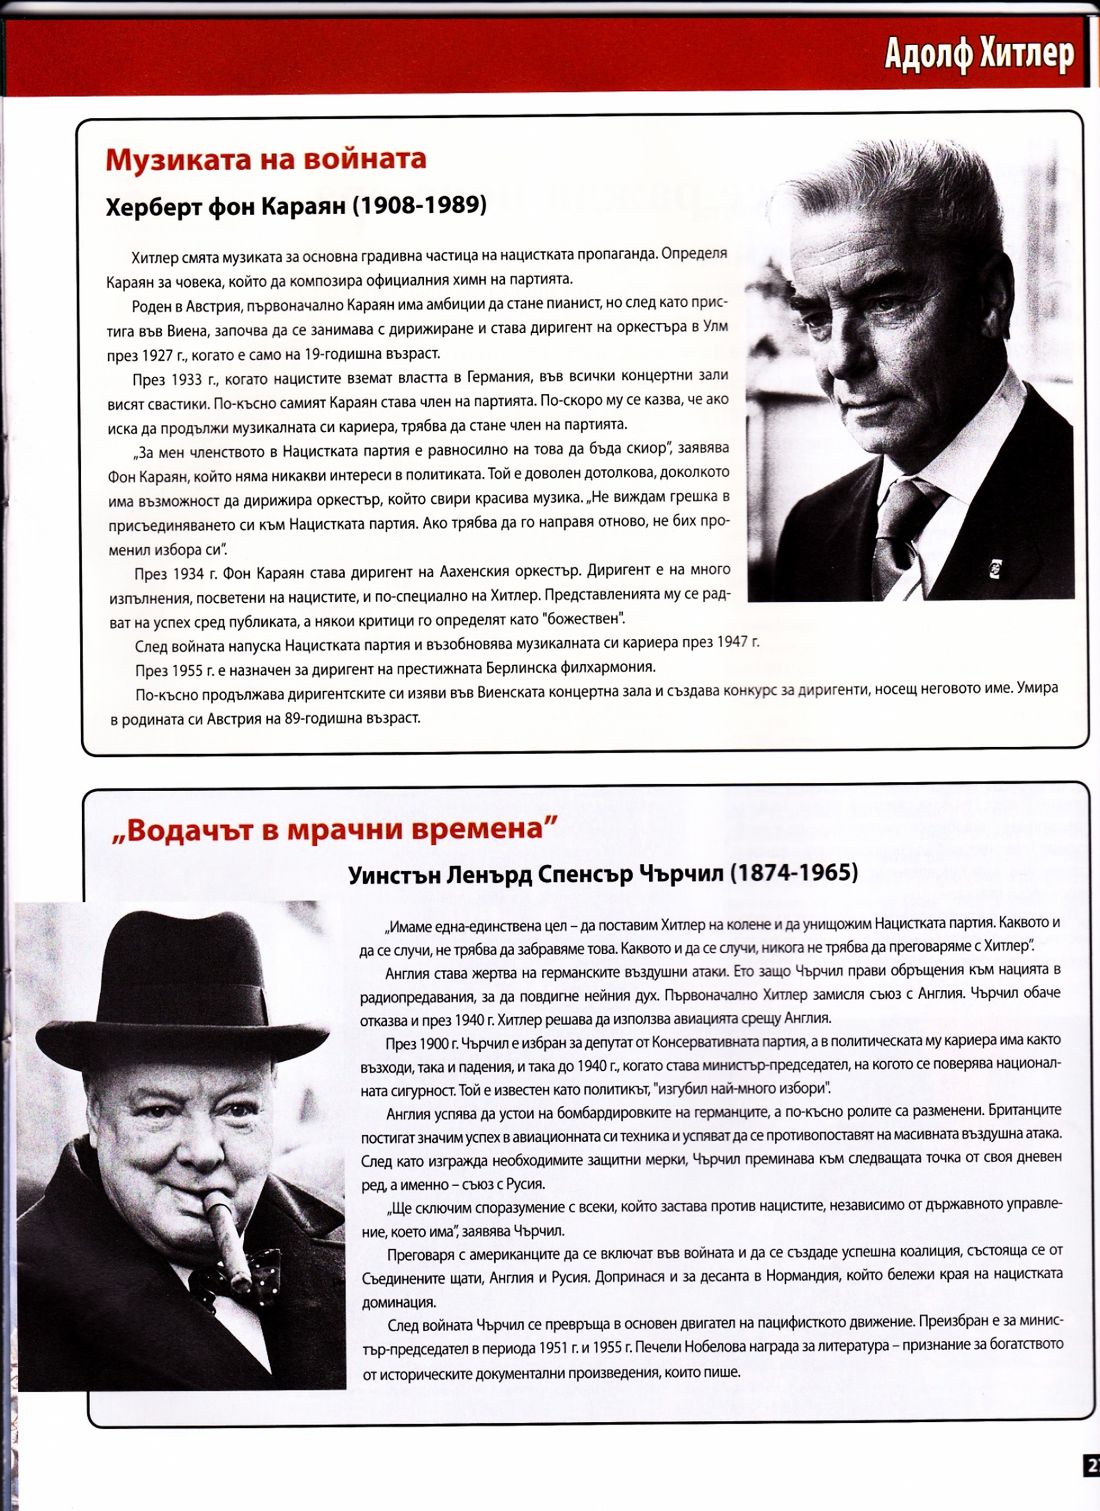 Адолф Хитлер
Музиката на войната
Херберт фон Караян (1908-1989)
Хитлер смята музиката за основна градивна частица на нацистката пропаганда. Определя
Караян за човека, който да композира официалния химн на партията.
Роден в Австрия, първоначално Караян има амбиции да стане пианист, но след като прис-
тига във Виена, започва да се занимава с дирижиране и става диригент на оркестъра в Улм
през 1927 г., когато е само на 19-годишна възраст.
През 1933 г., когато нацистите вземат властта в Германия, във всички концертни зали
висят свастики. По-късно самият Караян става член на партията. По-скоро му се казва, че ако
иска да продължи музикалната си кариера, трябва да стане член на партията.
„За мен членството в Нацистката партия е равносилно на това да бъда скиор”, заявява
Фон Караян, който няма никакви интереси в политиката. Той е доволен дотолкова, доколкото
има възможност да дирижира оркестър, който свири красива музика. „Не виждам грешка в
присъединяването си към Нацистката партия. Ако трябва да го направя отново, не бих про-
менил избора си”.
През 1934 г. Фон Караян става диригент на Аахенския оркестър. Диригент е на много
изпълнения, посветени на нацистите, и по-специално на Хитлер. Представленията му се рад-
ват на успех сред публиката, а някои критици го определят като "божествен".
След войната напуска Нацистката партия и възобновява музикалната си кариера през 1947 г.
През 1955 г. е назначен за диригент на престижната Берлинска филхармония.
По-късно продължава диригентските си изяви във Виенската концертна зала и създава конкурс за диригенти, носещ неговото име. Умира
в родината си Австрия на 89-годишна възраст.
„Водачът в мрачни времена”
Уинстън Ленърд Спенсър Чърчил (1874-1965)
„Имаме една-единствена цел – да поставим Хитлер на колене и да унищожим Нацистката партия. Каквото и
да се случи, не трябва да забравяме това. Каквото и да се случи, никога не трябва да преговаряме с Хитлер”.
Англия става жертва на германските въздушни атаки. Ето защо Чърчил прави обръщения към нацията в
радиопредавания, за да повдигне нейния дух. Първоначално Хитлер замисля съюз с Англия. Чърчил обаче
отказва и през 1940 г. Хитлер решава да използва авиацията срещу Англия.
През 1900 г. Чърчил е избран за депутат от Консервативната партия, а в политическата му кариера има както
възходи, така и падения, и така до 1940 г., когато става министър-председател, на когото се поверява национал-
ната сигурност. Той е известен като политикът, "изгубил най-много избори".
Англия успява да устои на бомбардировките на германците, а по-късно ролите са разменени. Британците
постигат значим успех в авиационната си техника и успяват да се противопоставят на масивната въздушна атака.
След като изгражда необходимите защитни мерки, Чърчил преминава към следващата точка от своя дневен
ред, а именно – съюз с Русия.
„Ще сключим споразумение с всеки, който застава против нацистите, независимо от държавното управле-
ние, което има”, заявява Чърчил.
Преговаря с американците да се включат във войната и да се създаде успешна коалиция, състояща се от
Съединените щати, Англия и Русия. Допринася и за десанта в Нормандия, който бележи края на нацистката
доминация.
След войната Чърчил се превръща в основен двигател на пацифисткото движение. Преизбран е за минис-
тър-председател в периода 1951 г. и 1955 г. Печели Нобелова награда за литература – признание за богатството
от историческите документални произведения, които пише.